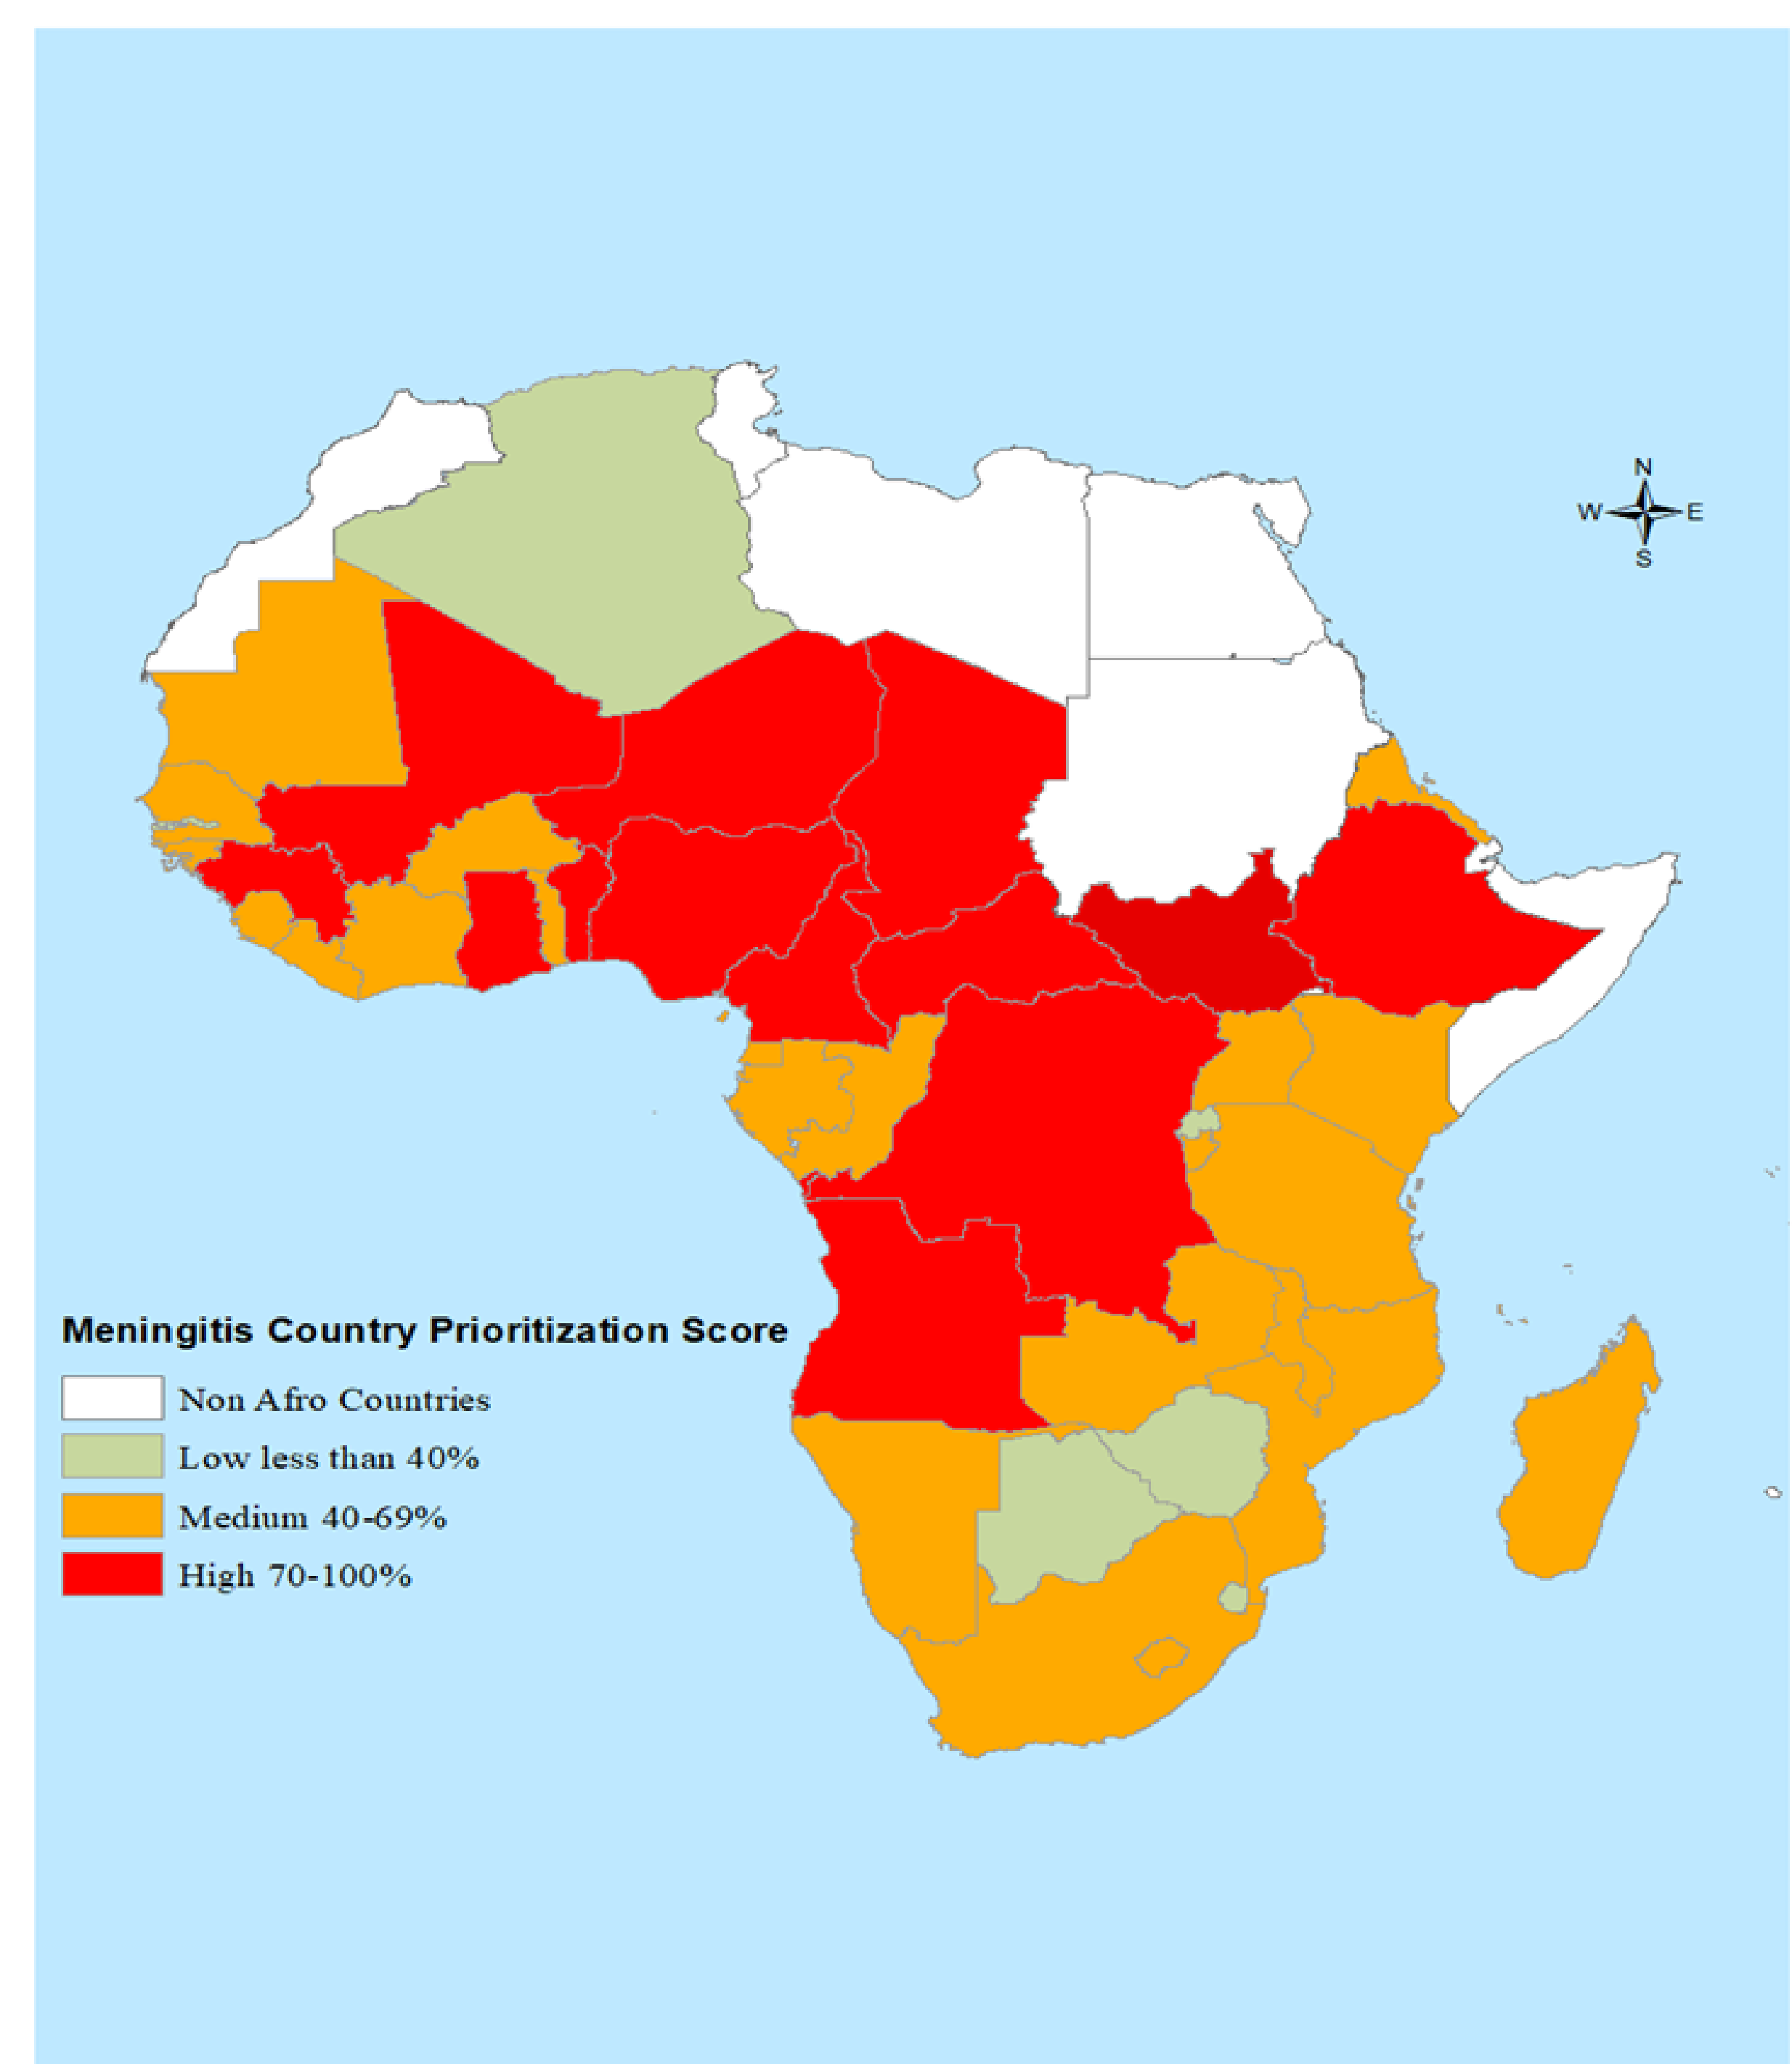 N
W E
S
Meningitis Country Prioritization Score
Non Afro Countries
Low less than 40%
Medium 40-69%
High 70-100%